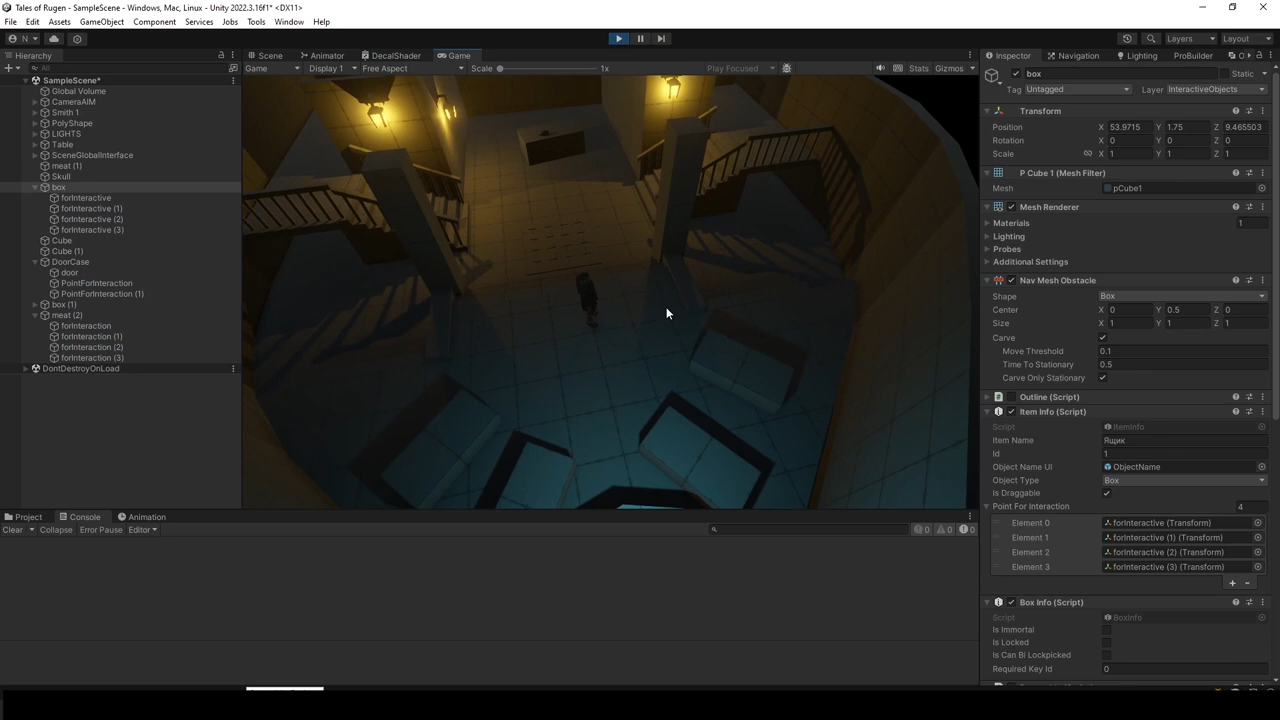 Tales of Rugen - SampleScene - Windows, Mac, Linux - Unity 2022.3.16f1* <DX11>
File Edit Assets GameObject Component Services Jobs Tools Window Help
N Layers Layout
Hierarchy Scene Animator DecalShader Game Inspector Navigation Lighting ProBuilder
All Game Display 1 Free Aspect Scale 1x Play Focused Stats Gizmos
box Static
Tag Untagged Layer InteractiveObjects
SampleScene*
Global Volume
CameraAIM
Smith 1
PolyShape
LIGHTS
Table
SceneGlobalInterface
meat (1)
Skull
box
forInteractive
forInteractive (1)
forInteractive (2)
forInteractive (3)
Cube
Cube (1)
DoorCase
door
PointForInteraction
PointForInteraction (1)
box (1)
meat (2)
forInteraction
forInteraction (1)
forInteraction (2)
forInteraction (3)
DontDestroyOnLoad
Transform
Position X 53.9715 Y 1.75 Z 9.465503
Rotation X 0 Y 0 Z 0
Scale X 1 Y 1 Z 1
P Cube 1 (Mesh Filter)
Mesh pCube1
Mesh Renderer
Materials 1
Lighting
Probes
Additional Settings
Nav Mesh Obstacle
Shape Box
Center X 0 Y 0.5 Z 0
Size X 1 Y 1 Z 1
Carve
Move Threshold 0.1
Time To Stationary 0.5
Carve Only Stationary
Outline (Script)
Item Info (Script)
Script ItemInfo
Item Name Ящик
Id 1
Object Name UI ObjectName
Object Type Box
Is Draggable
Point For Interaction 4
Element 0 forInteractive (Transform)
Element 1 forInteractive (1) (Transform)
Element 2 forInteractive (2) (Transform)
Element 3 forInteractive (3) (Transform)
Box Info (Script)
Script BoxInfo
Is Immortal
Is Locked
Is Can Bi Lockpicked
Required Key Id 0
Project Console Animation
Clear Collapse Error Pause Editor 0 0 0